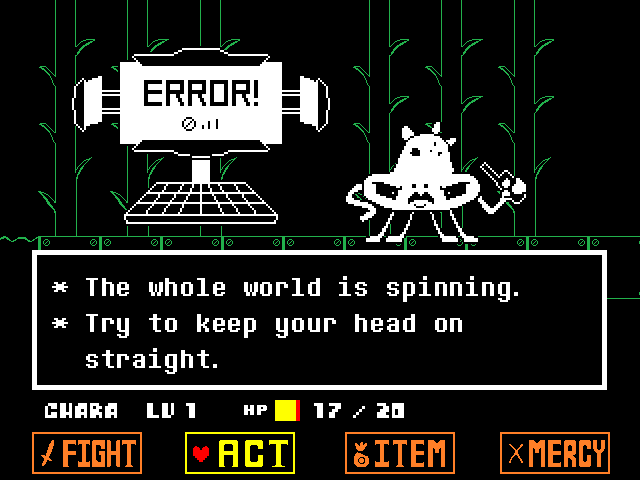 ERROR!
* The whole world is spinning.
* Try to keep your head on
straight.
CHARA LV 1 HP 17 / 20
FIGHT ACT ITEM MERCY